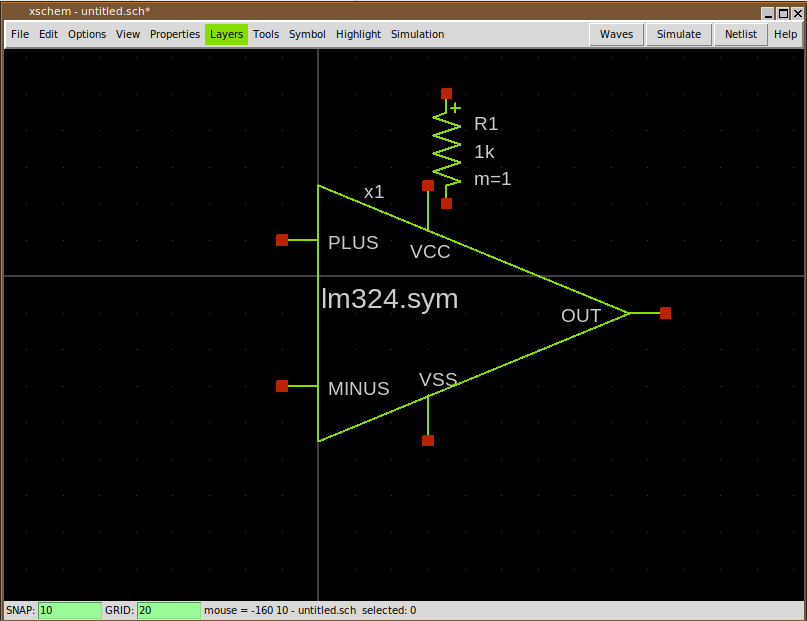 xschem - untitled.sch*
File Edit Options View Properties Layers Tools Symbol Highlight Simulation Waves Simulate Netlist Help
+
R1
1k
m=1
x1
PLUS
VCC
lm324.sym
OUT
VSS
MINUS
SNAP: 10 GRID: 20 mouse = -160 10 - untitled.sch selected: 0